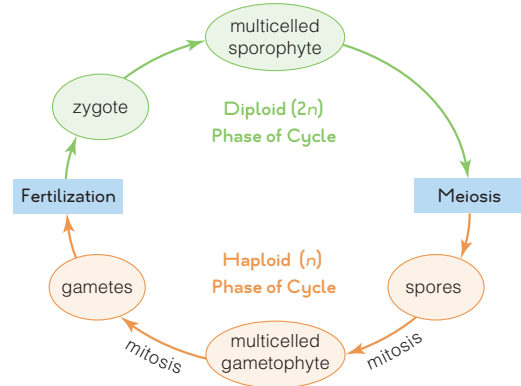 multicelled
sporophyte
zygote
Diploid (2n)
Phase of Cycle
Fertilization
Meiosis
Haploid (n)
Phase of Cycle
gametes
spores
multicelled
gametophyte
mitosis
mitosis